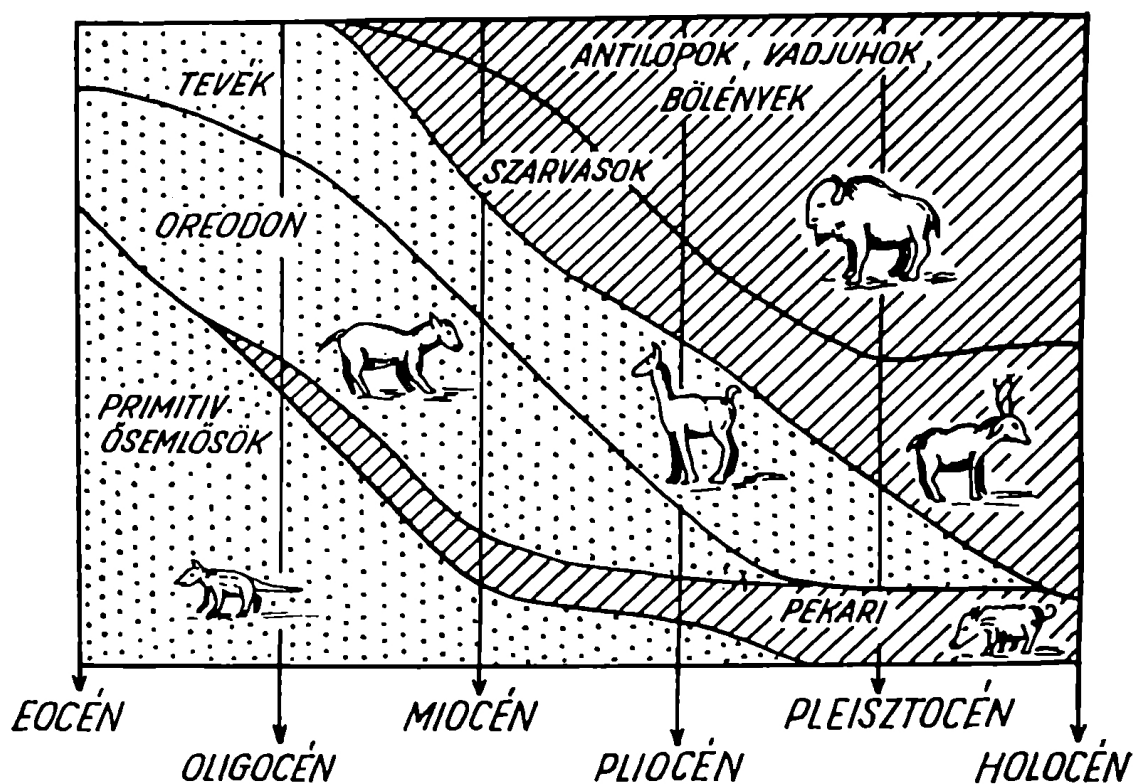 TEVÉK
ANTILOPOK, VADJUHOK,
BÖLÉNYEK
SZARVASOK
OREODON
PRIMITIV
ŐSEMLŐSÖK
PEKARI
EOCÉN
MIOCÉN
PLEISZTOCÉN
OLIGOCÉN
PLIOCÉN
HOLOCÉN